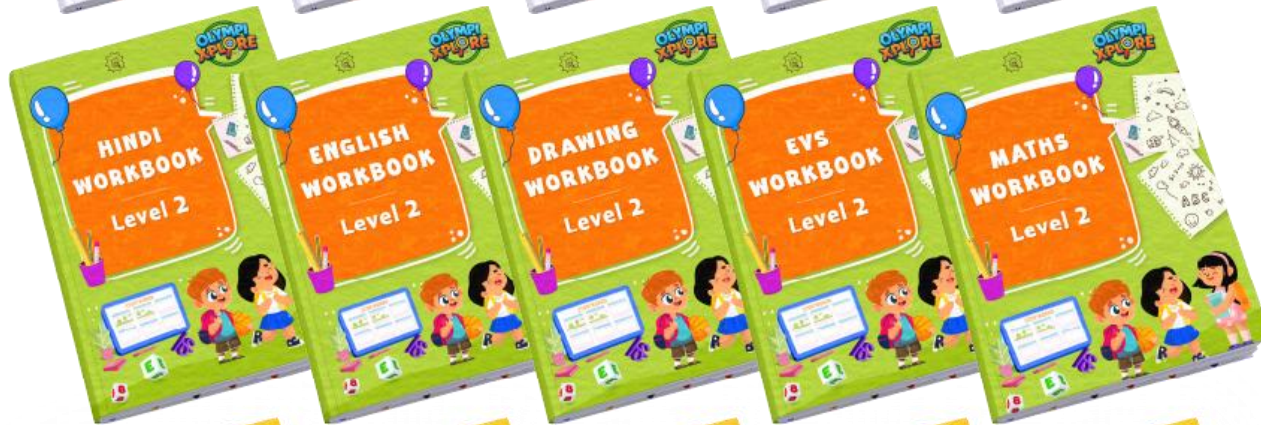 OLYMPI
XPLORE
HINDI
WORKBOOK
Level 2
B
E
OLYMPI
XPLORE
ENGLISH
WORKBOOK
Level 2
B
E
OLYMPI
XPLORE
DRAWING
WORKBOOK
Level 2
B
E
OLYMPI
XPLORE
EVS
WORKBOOK
Level 2
B
E
OLYMPI
XPLORE
MATHS
WORKBOOK
Level 2
ABC
B
E